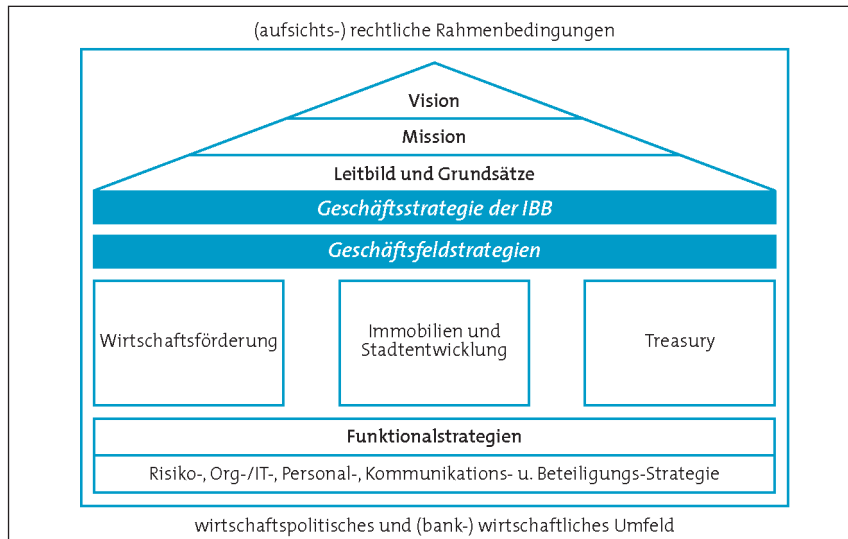 (aufsichts-) rechtliche Rahmenbedingungen
Vision
Mission
Leitbild und Grundsätze
Geschäftsstrategie der IBB
Geschäftsfeldstrategien
Wirtschaftsförderung
Immobilien und
Stadtentwicklung
Treasury
Funktionalstrategien
Risiko-, Org-/IT-, Personal-, Kommunikations- u. Beteiligungs-Strategie
wirtschaftspolitisches und (bank-) wirtschaftliches Umfeld